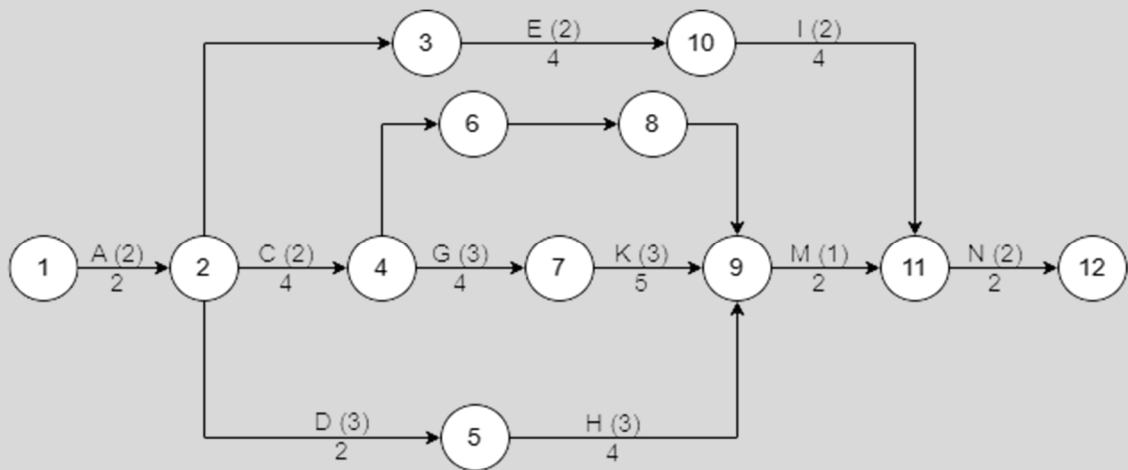 3 E (2) 10 I (2)
4 4
6 8
1 A (2) 2 C (2) 4 G (3) 7 K (3) 9 M (1) 11 N (2) 12
2 4 4 5 2 2
D (3) 5 H (3)
2 4